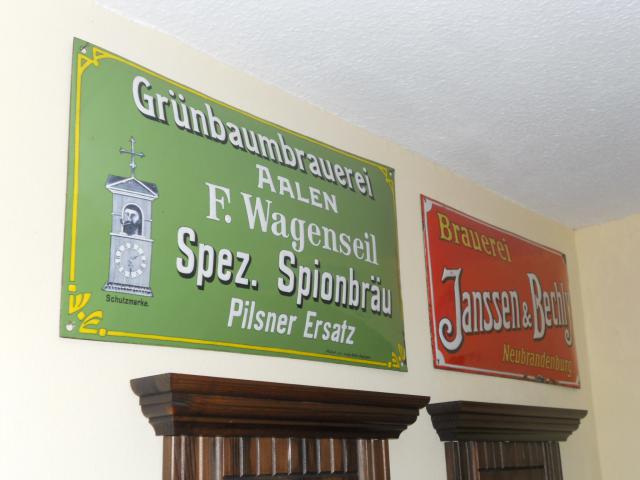 Grünbaumbrauerei
AALEN
F. Wagenseil
Spez. Spionbräu
Pilsner Ersatz
Schutzmarke.
Brauerei
Janssen & Bechly
Neubrandenburg